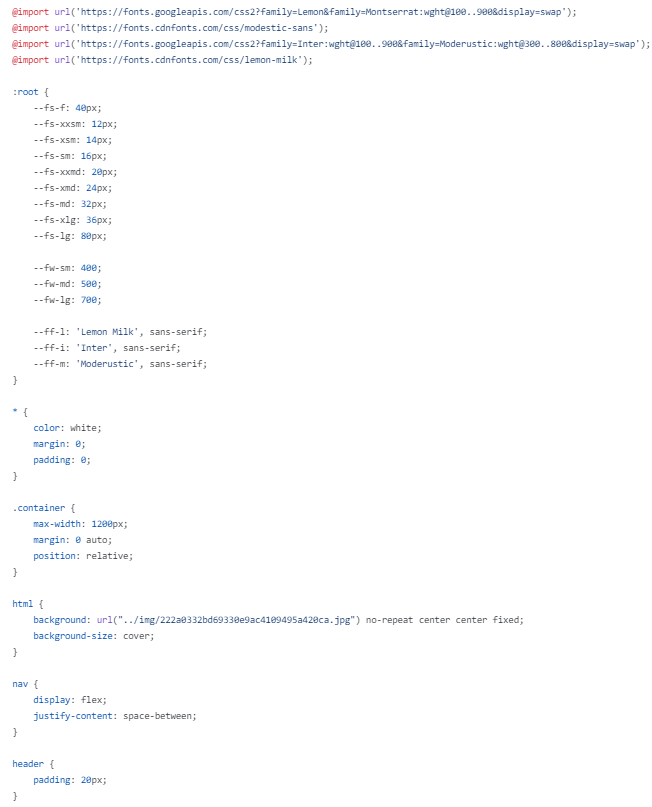 @import url('https://fonts.googleapis.com/css2?family=Lemon&family=Montserrat:wght@100..900&display=swap');
@import url('https://fonts.cdnfonts.com/css/modestic-sans');
@import url('https://fonts.googleapis.com/css2?family=Inter:wght@100..900&family=Moderustic:wght@300..800&display=swap');
@import url('https://fonts.cdnfonts.com/css/lemon-milk');

:root {
    --fs-f: 40px;
    --fs-xxsm: 12px;
    --fs-xsm: 14px;
    --fs-sm: 16px;
    --fs-xxmd: 20px;
    --fs-xmd: 24px;
    --fs-md: 32px;
    --fs-xlg: 36px;
    --fs-lg: 80px;

    --fw-sm: 400;
    --fw-md: 500;
    --fw-lg: 700;

    --ff-l: 'Lemon Milk', sans-serif;
    --ff-i: 'Inter', sans-serif;
    --ff-m: 'Moderustic', sans-serif;
}

* {
    color: white;
    margin: 0;
    padding: 0;
}

.container {
    max-width: 1200px;
    margin: 0 auto;
    position: relative;
}

html {
    background: url("../img/222a0332bd69330e9ac4109495a420ca.jpg") no-repeat center center fixed;
    background-size: cover;
}

nav {
    display: flex;
    justify-content: space-between;
}

header {
    padding: 20px;
}